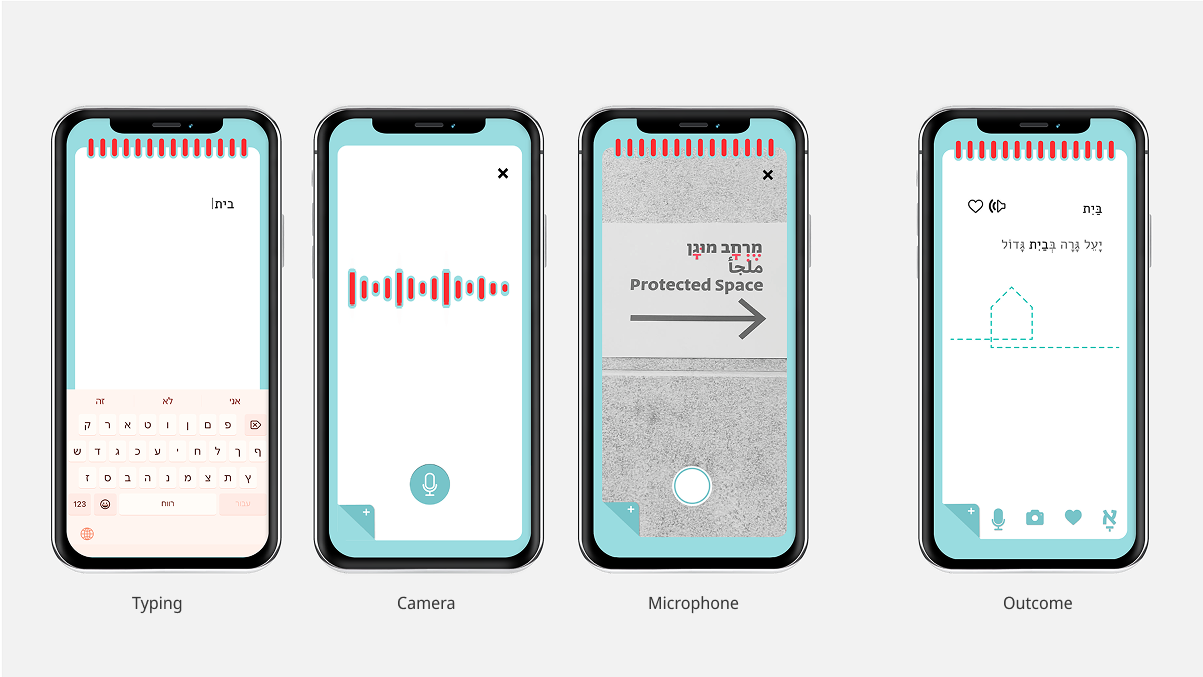 בית
זה לא אני
ק ר א ט ו ן ם פ
ש ד ג כ ע י ח ל ך ף
ז ס ב ה נ מ צ ת ץ
123 רווח עבור
Typing
Camera
מֶרְחָב מוּגָן
ملجأ
Protected Space
Microphone
בַּיִת
יָעֵל גָּרָה בְּבַיִת גָּדוֹל
אָ
Outcome